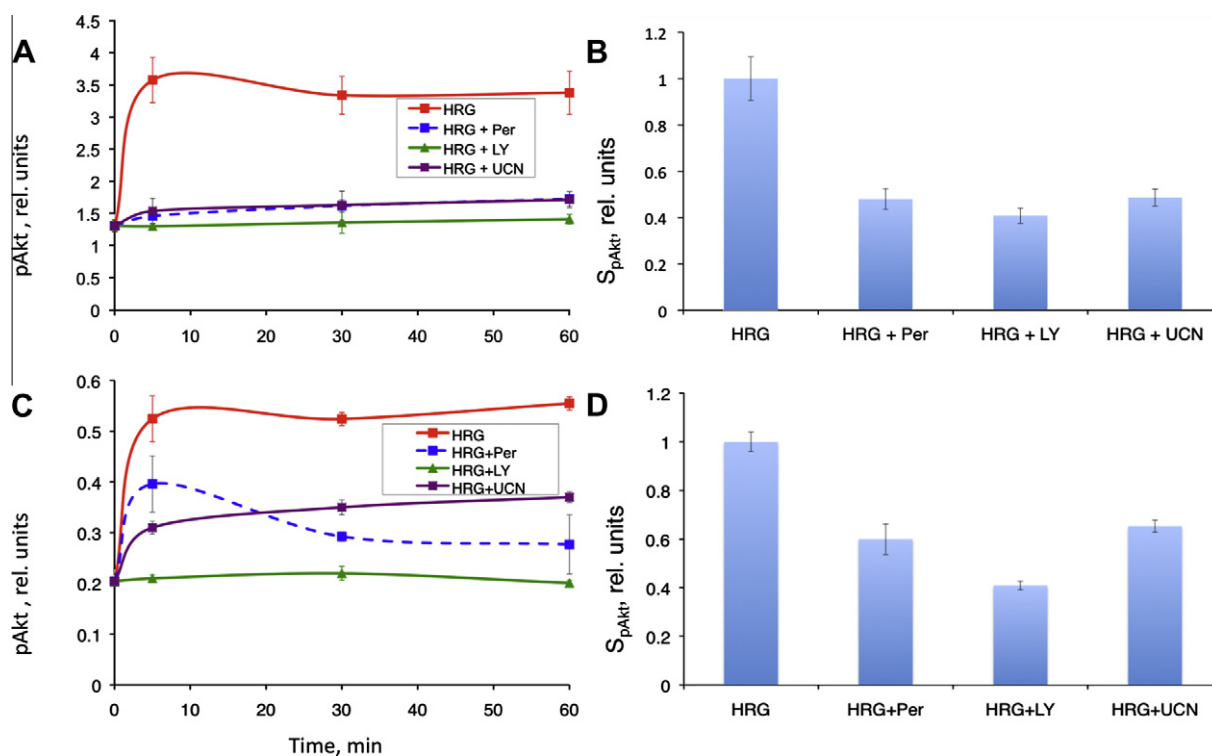 A
pAkt , rel. units
4.5
4
3.5
3
2.5
2
1.5
1
0.5
0
0 10 20 30 40 50 60
HRG
HRG + Per
HRG + LY
HRG + UCN
B
SpAkt, rel. units
1.2
1
0.8
0.6
0.4
0.2
0
HRG HRG + Per HRG + LY HRG + UCN
C
pAkt , rel. units
0.6
0.5
0.4
0.3
0.2
0.1
0
0 10 20 30 40 50 60
Time, min
HRG
HRG+Per
HRG+LY
HRG+UCN
D
SpAkt, rel. units
1.2
1
0.8
0.6
0.4
0.2
0
HRG HRG+Per HRG+LY HRG+UCN